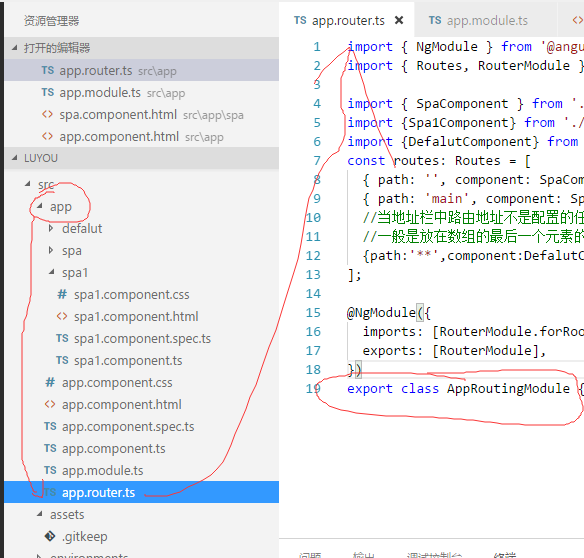 资源管理器
打开的编辑器
TS app.router.ts src\app
TS app.module.ts src\app
<> spa.component.html src\app\spa
<> app.component.html src\app
LUYOU
src
app
defalut
spa
spa1
# spa1.component.css
<> spa1.component.html
TS spa1.component.spec.ts
TS spa1.component.ts
# app.component.css
<> app.component.html
TS app.component.spec.ts
TS app.component.ts
TS app.module.ts
TS app.router.ts
assets
.gitkeep
environments
TS app.router.ts ×
TS app.module.ts
1 import { NgModule } from '@angu
2 import { Routes, RouterModule }
3
4 import { SpaComponent } from '.
5 import {Spa1Component} from './
6 import {DefalutComponent} from
7 const routes: Routes = [
8 { path: '', component: SpaCom
9 { path: 'main', component: Sp
10 //当地址栏中路由地址不是配置的任
11 //一般是放在数组的最后一个元素的
12 {path:'**',component:DefalutC
13 ];
14
15 @NgModule({
16 imports: [RouterModule.forRoo
17 exports: [RouterModule],
18 })
19 export class AppRoutingModule {
问题 输出 调试控制台 终端